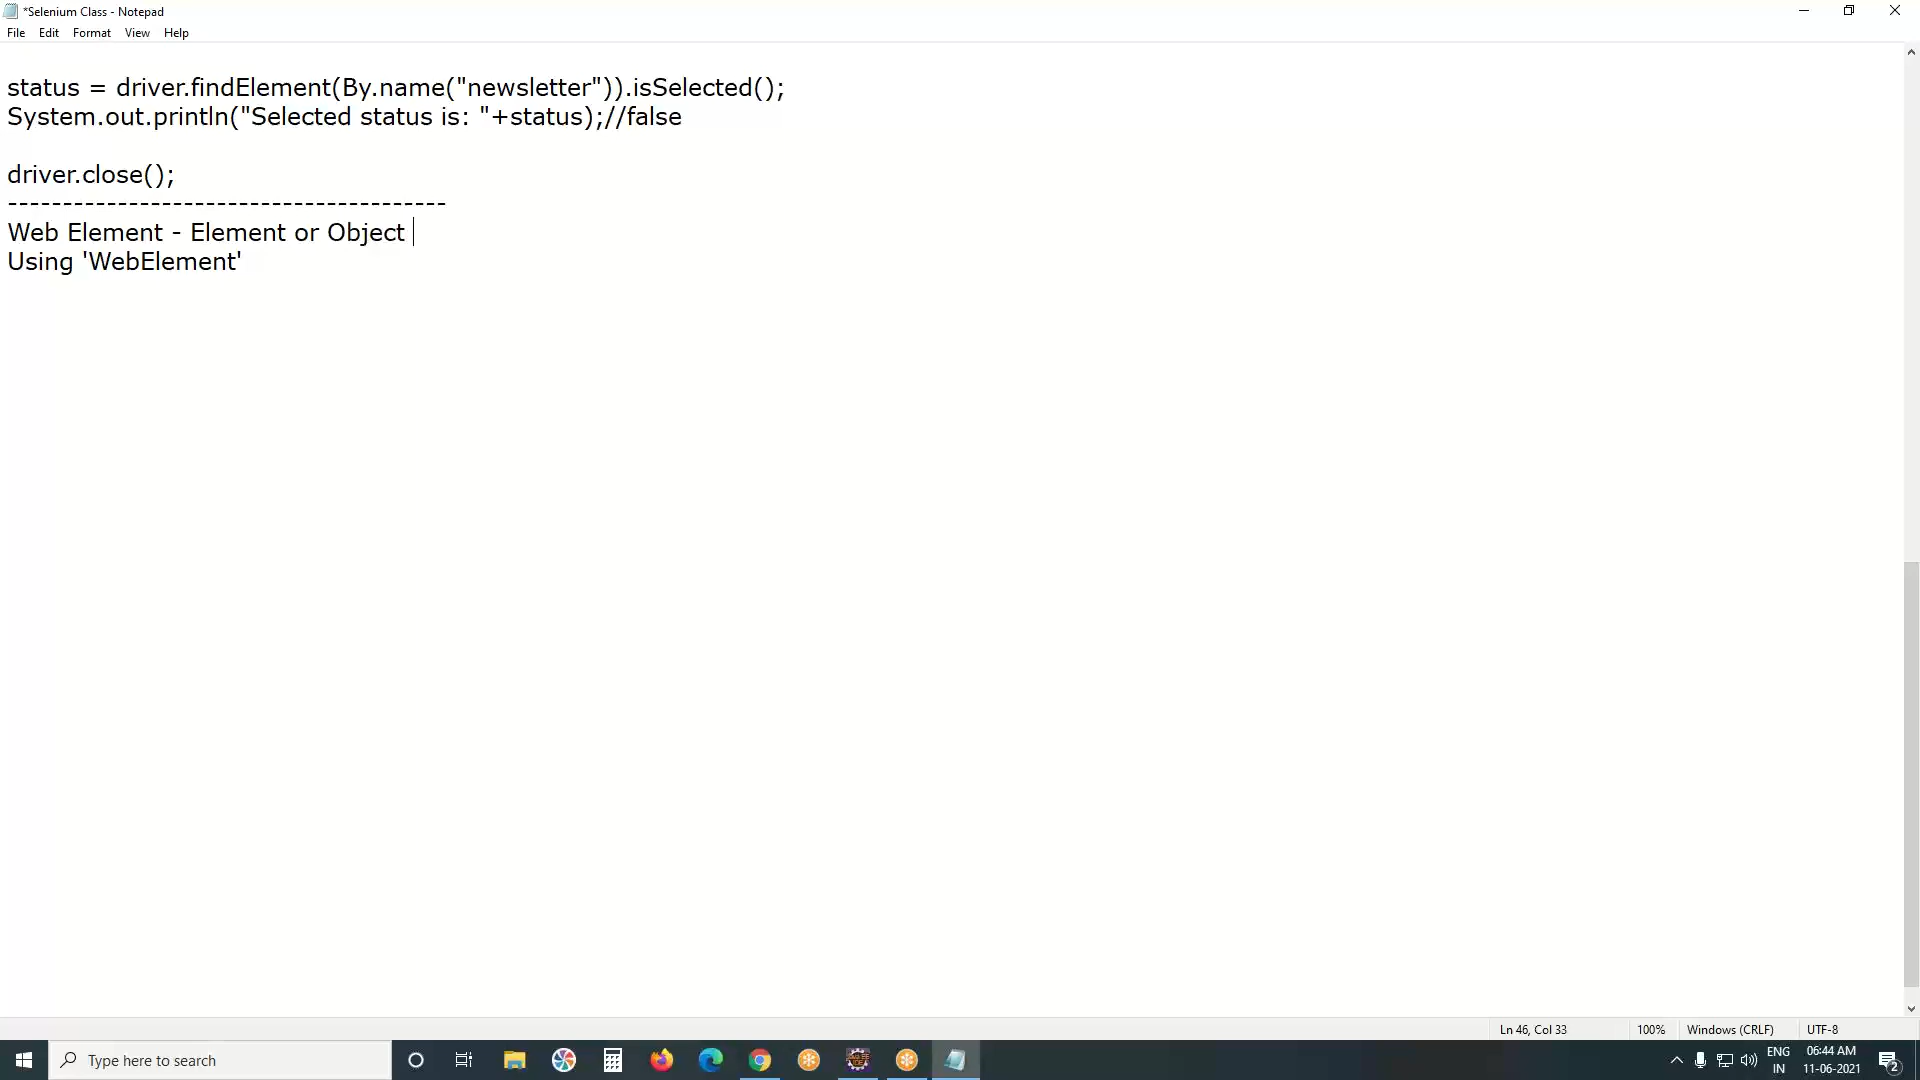 *Selenium Class - Notepad
File Edit Format View Help
status = driver.findElement(By.name("newsletter")).isSelected();
System.out.println("Selected status is: "+status);//false
driver.close();
----------------------------------------
Web Element - Element or Object
Using 'WebElement'
Ln 46, Col 33 100% Windows (CRLF) UTF-8
Type here to search
ENG
IN
06:44 AM
11-06-2021
2